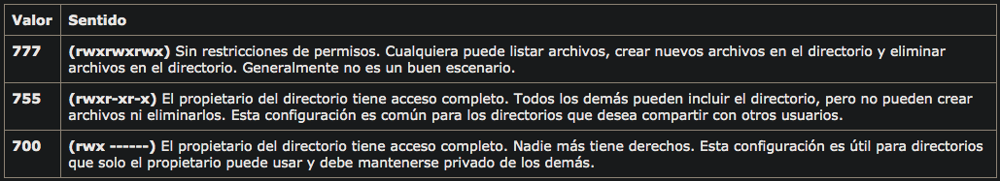 Valor Sentido
777 (rwxrwxrwx) Sin restricciones de permisos. Cualquiera puede listar archivos, crear nuevos archivos en el directorio y eliminar
archivos en el directorio. Generalmente no es un buen escenario.
755 (rwxr-xr-x) El propietario del directorio tiene acceso completo. Todos los demás pueden incluir el directorio, pero no pueden crear
archivos ni eliminarlos. Esta configuración es común para los directorios que desea compartir con otros usuarios.
700 (rwx ------) El propietario del directorio tiene acceso completo. Nadie más tiene derechos. Esta configuración es útil para directorios
que solo el propietario puede usar y debe mantenerse privado de los demás.